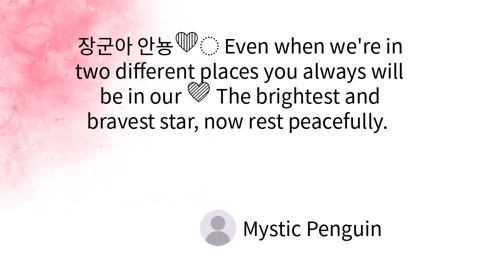 장군아 안뇽♥️ Even when we're in
two different places you always will
be in our ♥ The brightest and
bravest star, now rest peacefully.
Mystic Penguin